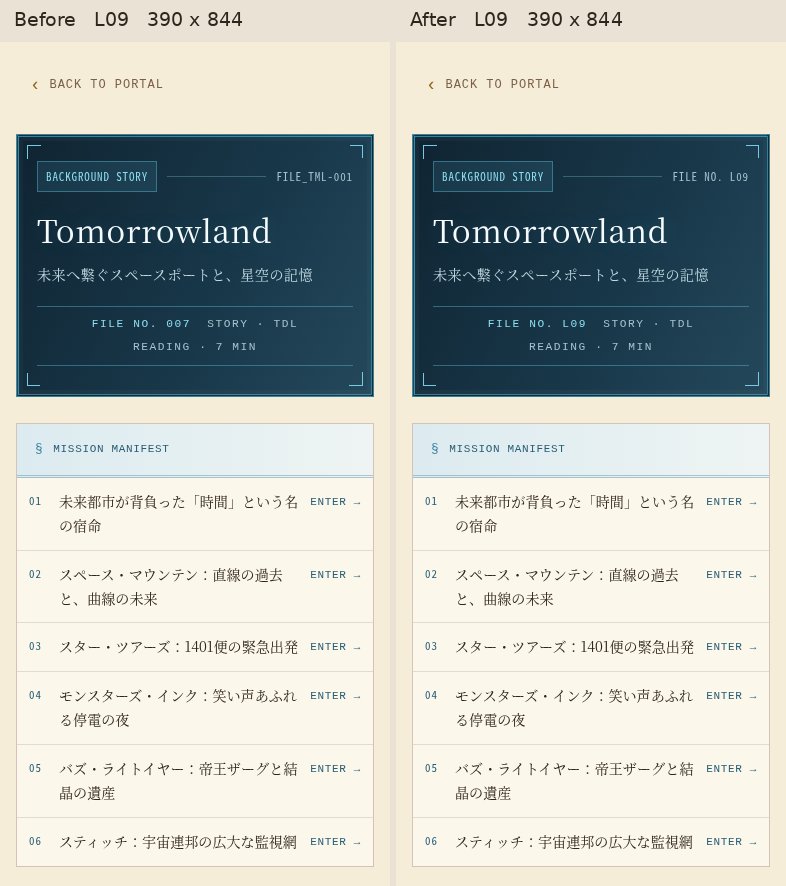 Before L09 390 x 844
‹ BACK TO PORTAL
BACKGROUND STORY
FILE_TML-001
Tomorrowland
未来へ繋ぐスペースポートと、星空の記憶
FILE NO. 007 STORY · TDL
READING · 7 MIN
§ MISSION MANIFEST
01 未来都市が背負った「時間」という名 ENTER →
の宿命
02 スペース・マウンテン：直線の過去 ENTER →
と、曲線の未来
03 スター・ツアーズ：1401便の緊急出発 ENTER →
04 モンスターズ・インク：笑い声あふれ ENTER →
る停電の夜
05 バズ・ライトイヤー：帝王ザーグと結 ENTER →
晶の遺産
06 スティッチ：宇宙連邦の広大な監視網 ENTER →
After L09 390 x 844
‹ BACK TO PORTAL
BACKGROUND STORY
FILE NO. L09
Tomorrowland
未来へ繋ぐスペースポートと、星空の記憶
FILE NO. L09 STORY · TDL
READING · 7 MIN
§ MISSION MANIFEST
01 未来都市が背負った「時間」という名 ENTER →
の宿命
02 スペース・マウンテン：直線の過去 ENTER →
と、曲線の未来
03 スター・ツアーズ：1401便の緊急出発 ENTER →
04 モンスターズ・インク：笑い声あふれ ENTER →
る停電の夜
05 バズ・ライトイヤー：帝王ザーグと結 ENTER →
晶の遺産
06 スティッチ：宇宙連邦の広大な監視網 ENTER →